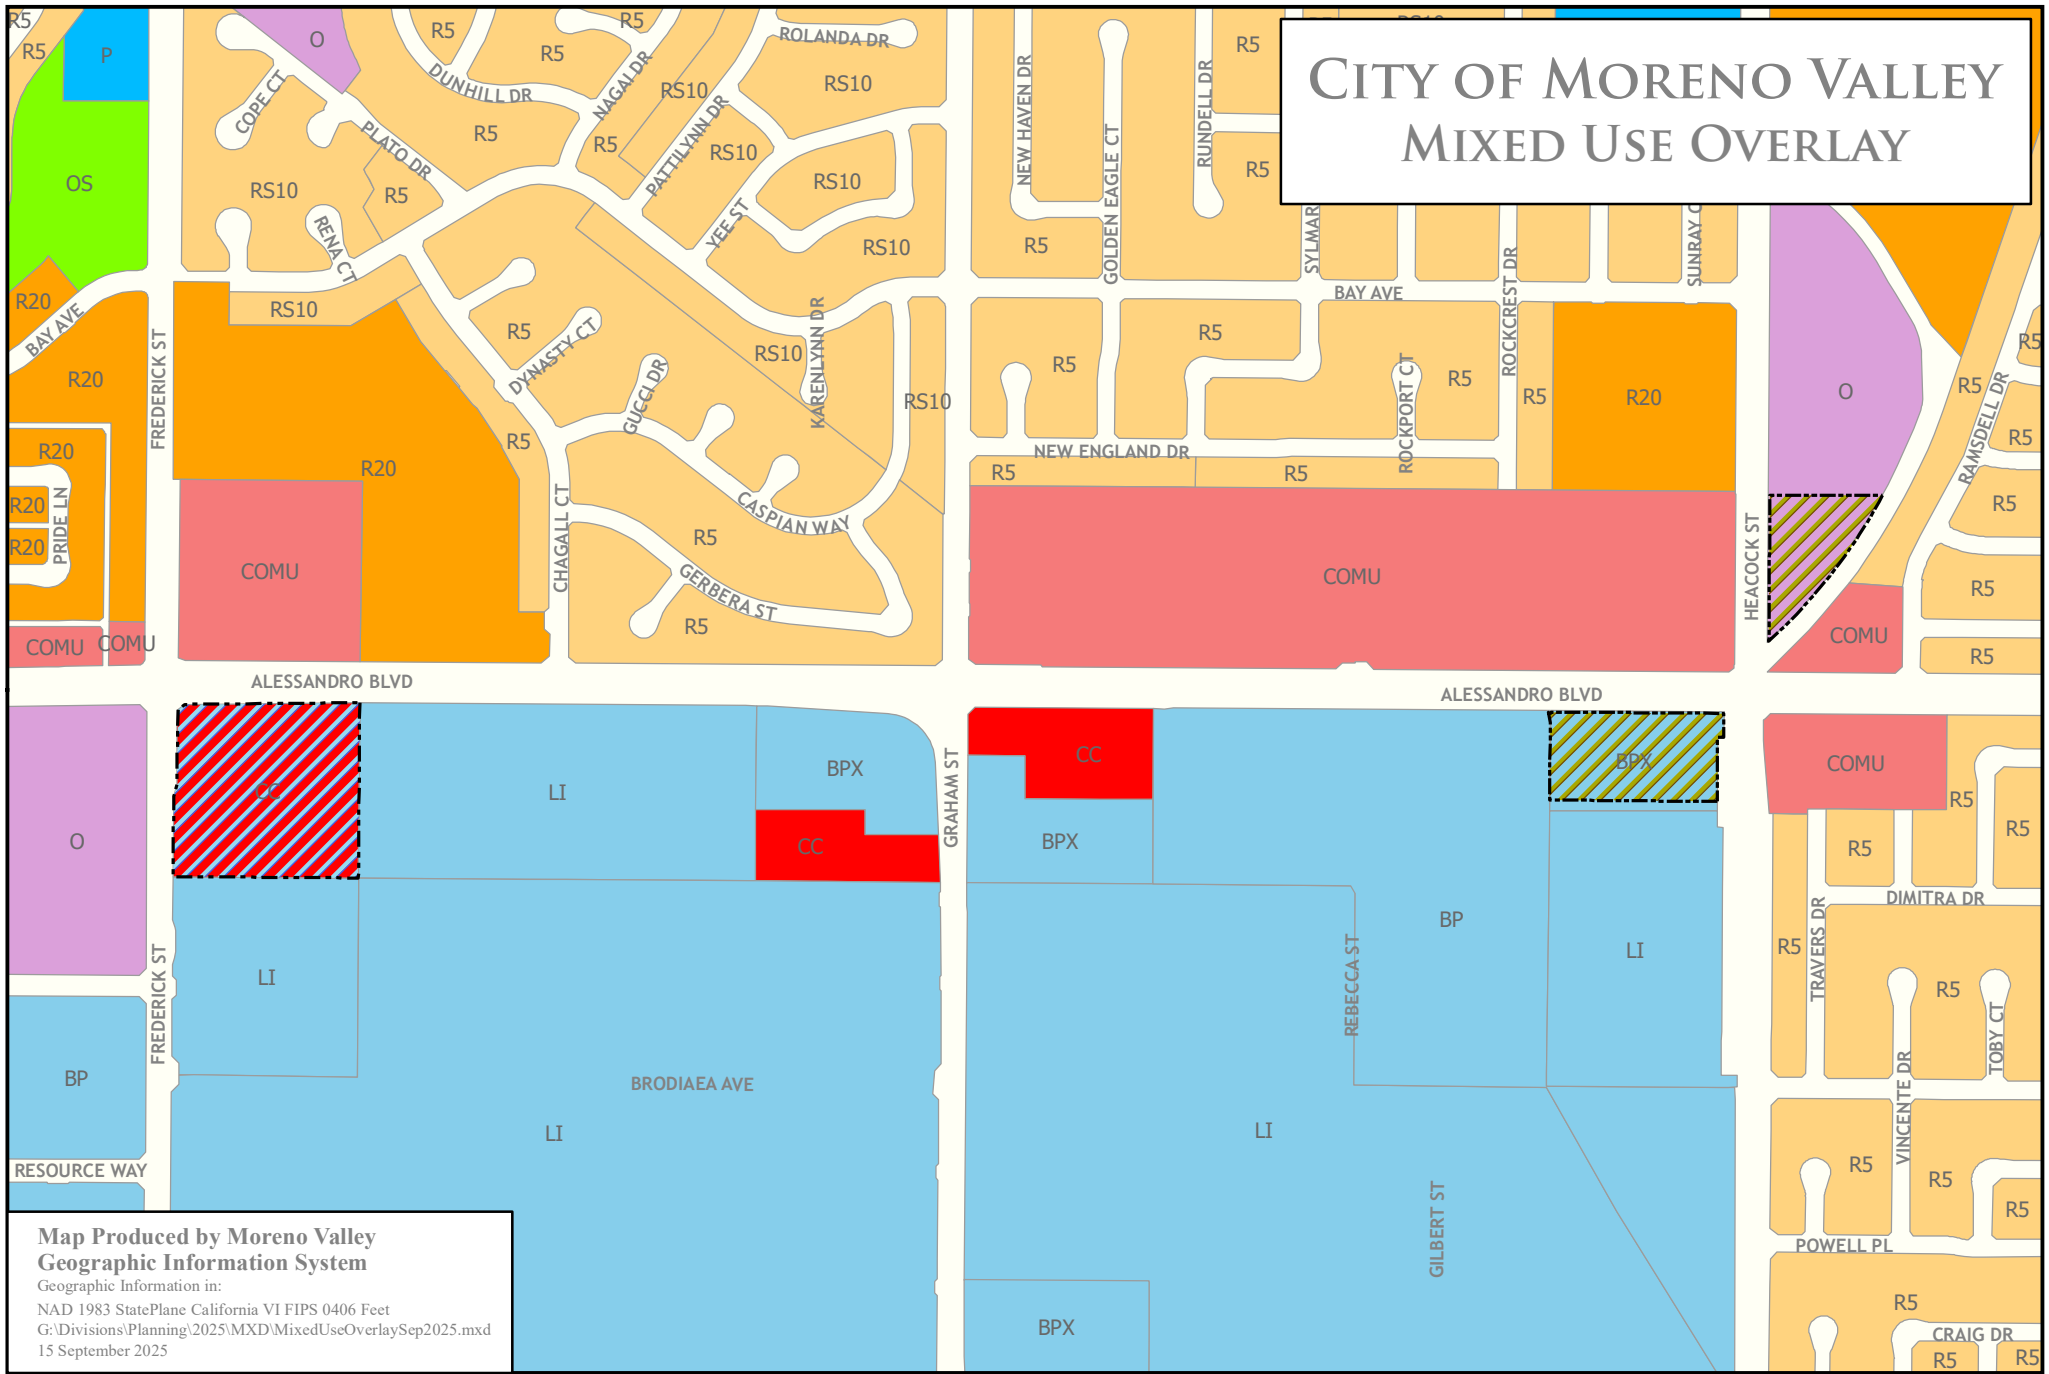 CITY OF MORENO VALLEY
MIXED USE OVERLAY
R5
R5
P
O
R5
R5
R5
ROLANDA DR
R5
DUNHILL DR
NAGAI DR
RS10
RS10
COPE CT
PLATO DR
R5
R5
PATTILYNN DR
RS10
NEW HAVEN DR
GOLDEN EAGLE CT
RUNDELL DR
R5
OS
RS10
R5
RS10
YEE ST
RENA CT
RS10
R5
SYLMAR
ROCKCREST DR
SUNRAY C
R20
BAY AVE
RS10
BAY AVE
R5
DYNASTY CT
GUCCI DR
RS10
KARENLYNN DR
R5
R5
R5
R5
ROCKPORT CT
R5
R20
O
R5
R5
RAMSDELL DR
R20
FREDERICK ST
RS10
R20
R5
R20
NEW ENGLAND DR
R5
R5
R5
R20
R20
PRIDE LN
CHAGALL CT
CASPIAN WAY
R5
R5
HEACOCK ST
COMU
COMU
GERBERA ST
R5
R5
COMU
COMU
COMU
R5
ALESSANDRO BLVD
ALESSANDRO BLVD
CC
LI
BPX
CC
BPX
COMU
R5
O
CC
GRAHAM ST
BPX
R5
R5
DIMITRA DR
BP
LI
R5
TRAVERS DR
R5
FREDERICK ST
LI
REBECCA ST
TOBY CT
BP
BRODIAEA AVE
VINCENTE DR
LI
LI
RESOURCE WAY
R5
R5
R5
GILBERT ST
POWELL PL
BPX
R5
CRAIG DR
R5
R5
Map Produced by Moreno Valley
Geographic Information System
Geographic Information in:
NAD 1983 StatePlane California VI FIPS 0406 Feet
G:\Divisions\Planning\2025\MXD\MixedUseOverlaySep2025.mxd
15 September 2025